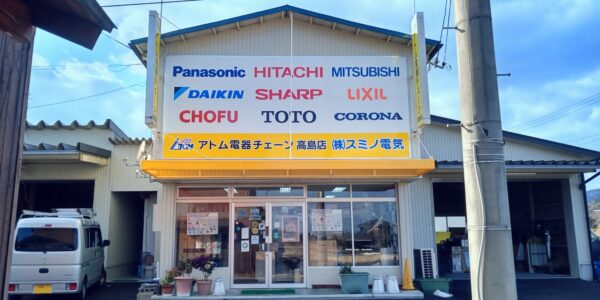 Panasonic HITACHI MITSUBISHI
DAIKIN SHARP LIXIL
CHOFU TOTO CORONA
アトム電器チェーン 高島店 (株)スミノ電気